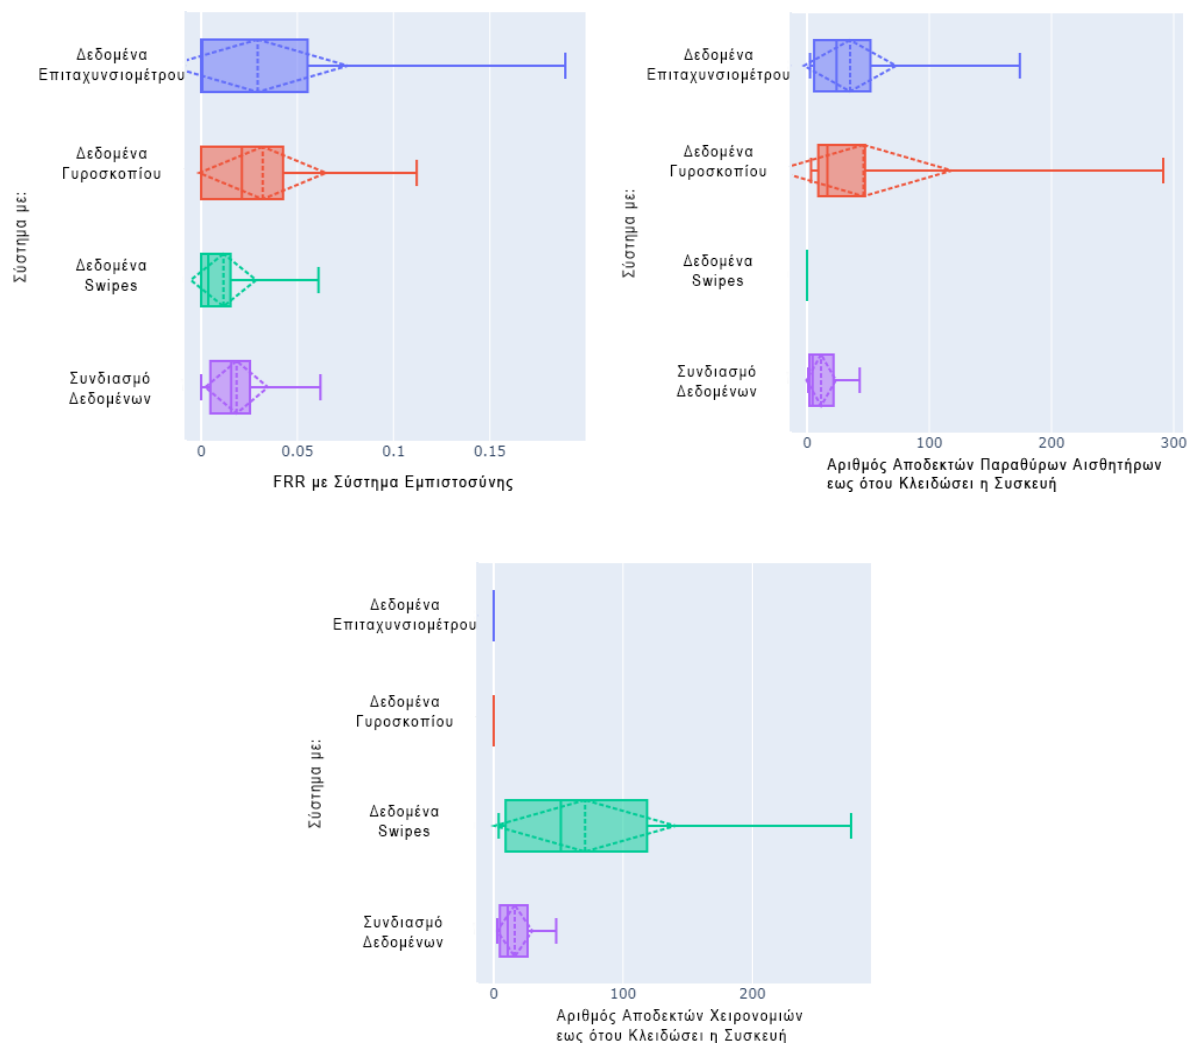 Σύστημα με:
Δεδομένα
Επιταχυνσιομέτρου
Δεδομένα
Γυροσκοπίου
Δεδομένα
Swipes
Συνδιασμό
Δεδομένων
0
0.05
0.1
0.15
FRR με Σύστημα Εμπιστοσύνης
Σύστημα με:
Δεδομένα
Επιταχυνσιομέτρου
Δεδομένα
Γυροσκοπίου
Δεδομένα
Swipes
Συνδιασμό
Δεδομένων
0
100
200
300
Αριθμός Αποδεκτών Παραθύρων Αισθητήρων
εως ότου Κλειδώσει η Συσκευή
Σύστημα με:
Δεδομένα
Επιταχυνσιομέτρου
Δεδομένα
Γυροσκοπίου
Δεδομένα
Swipes
Συνδιασμό
Δεδομένων
0
100
200
Αριθμός Αποδεκτών Χειρονομιών
εως ότου Κλειδώσει η Συσκευή